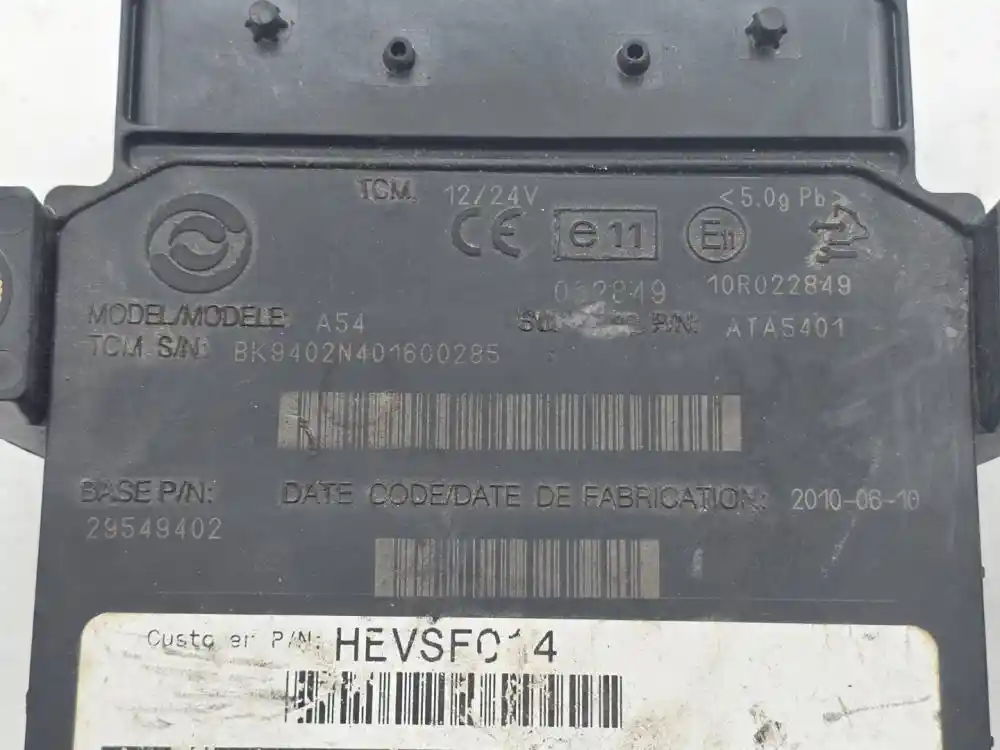 TCM 12/24V <5.0g Pb>
CE e11 E11
022849 10R022849
MODEL/MODELE: A54 P/N: ATA5401
TCM S/N: BK9402N401600285
BASE P/N: DATE CODE/DATE DE FABRICATION: 2010-06-10
29549402
P/N: HEVSF014